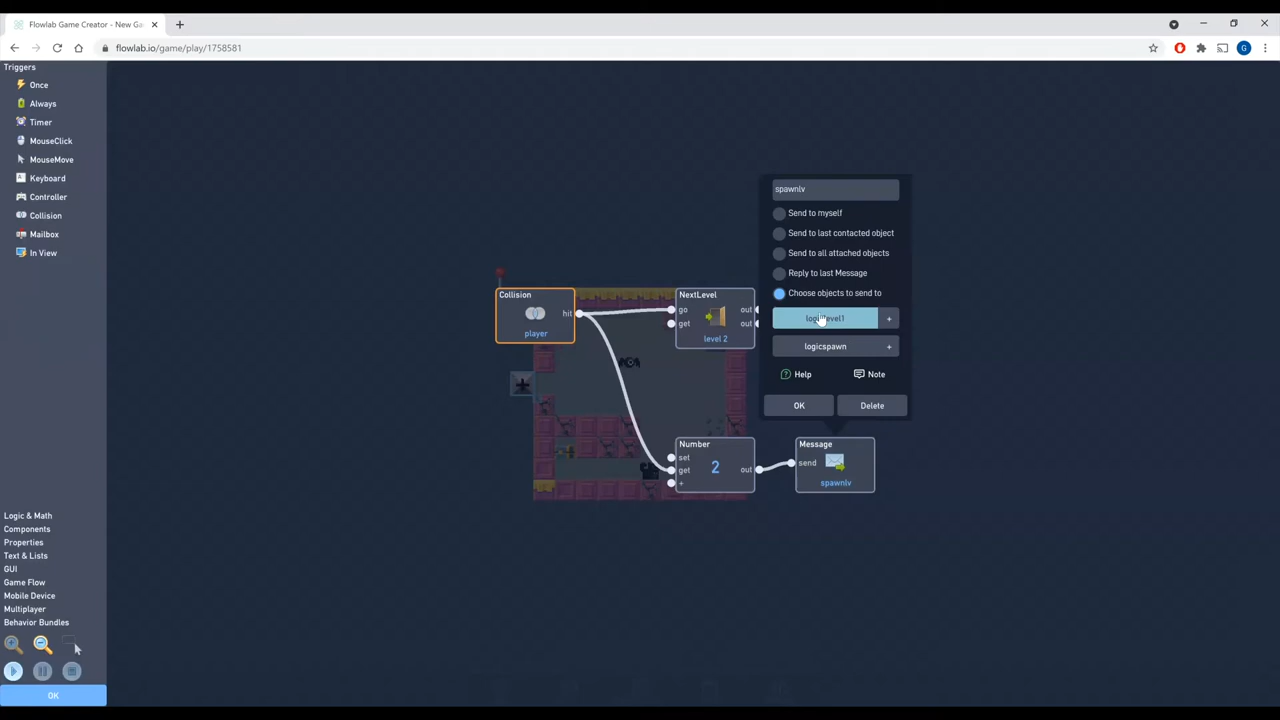 Flowlab Game Creator - New Ga
flowlab.io/game/play/1758581
G
Triggers
Once
Always
Timer
MouseClick
MouseMove
Keyboard
Controller
Collision
Mailbox
In View
Logic & Math
Components
Properties
Text & Lists
GUI
Game Flow
Mobile Device
Multiplayer
Behavior Bundles
OK
Collision
hit
player
NextLevel
go out
get out
level 2
Number
set
get 2 out
+
Message
send
spawnlv
spawnlv
Send to myself
Send to last contacted object
Send to all attached objects
Reply to last Message
Choose objects to send to
+
logicspawn +
Help Note
OK Delete